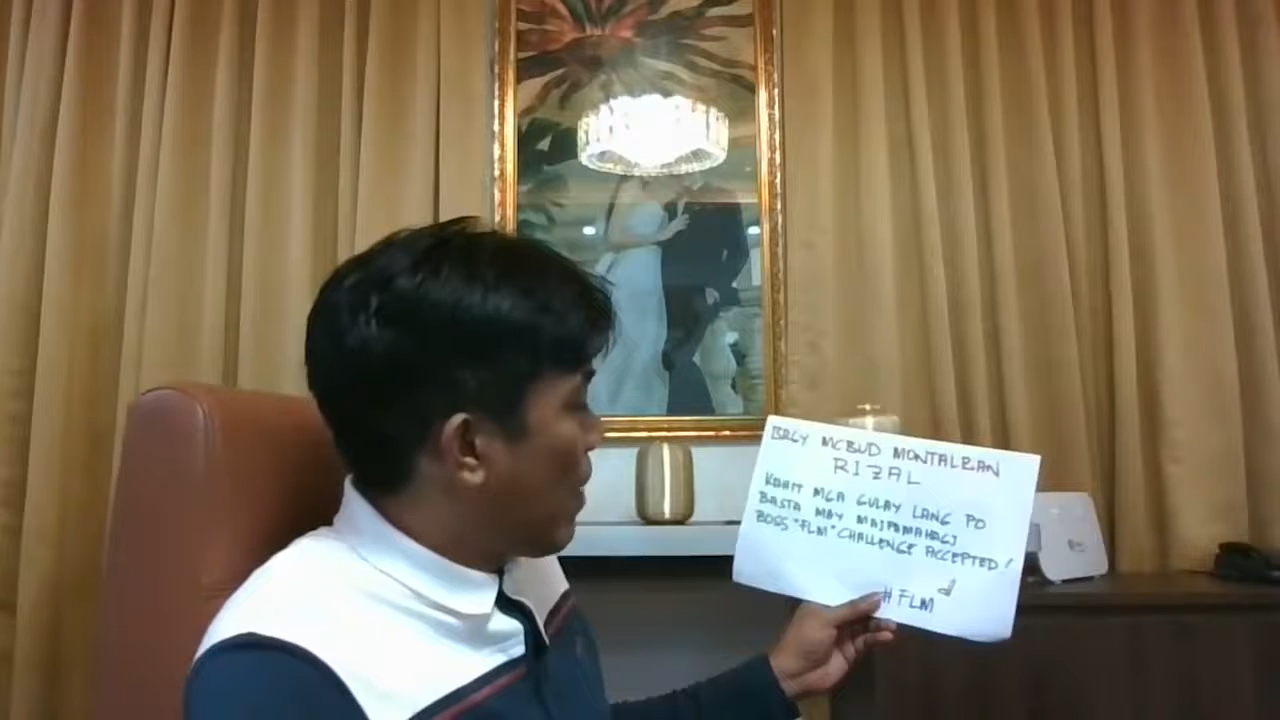 BRGY MCBUD MONTALBAN
RIZAL
KAHIT MGA GULAY LANG PO
BASTA MAY MAIPAMAHAGI
BOSS "FLM" CHALLENGE ACCEPTED!
#FLM